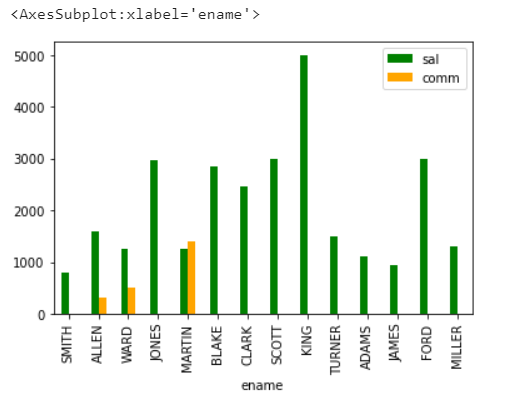 <AxesSubplot:xlabel='ename'>
sal
comm
5000
4000
3000
2000
1000
0
SMITH
ALLEN
WARD
JONES
MARTIN
BLAKE
CLARK
SCOTT
KING
TURNER
ADAMS
JAMES
FORD
MILLER
ename